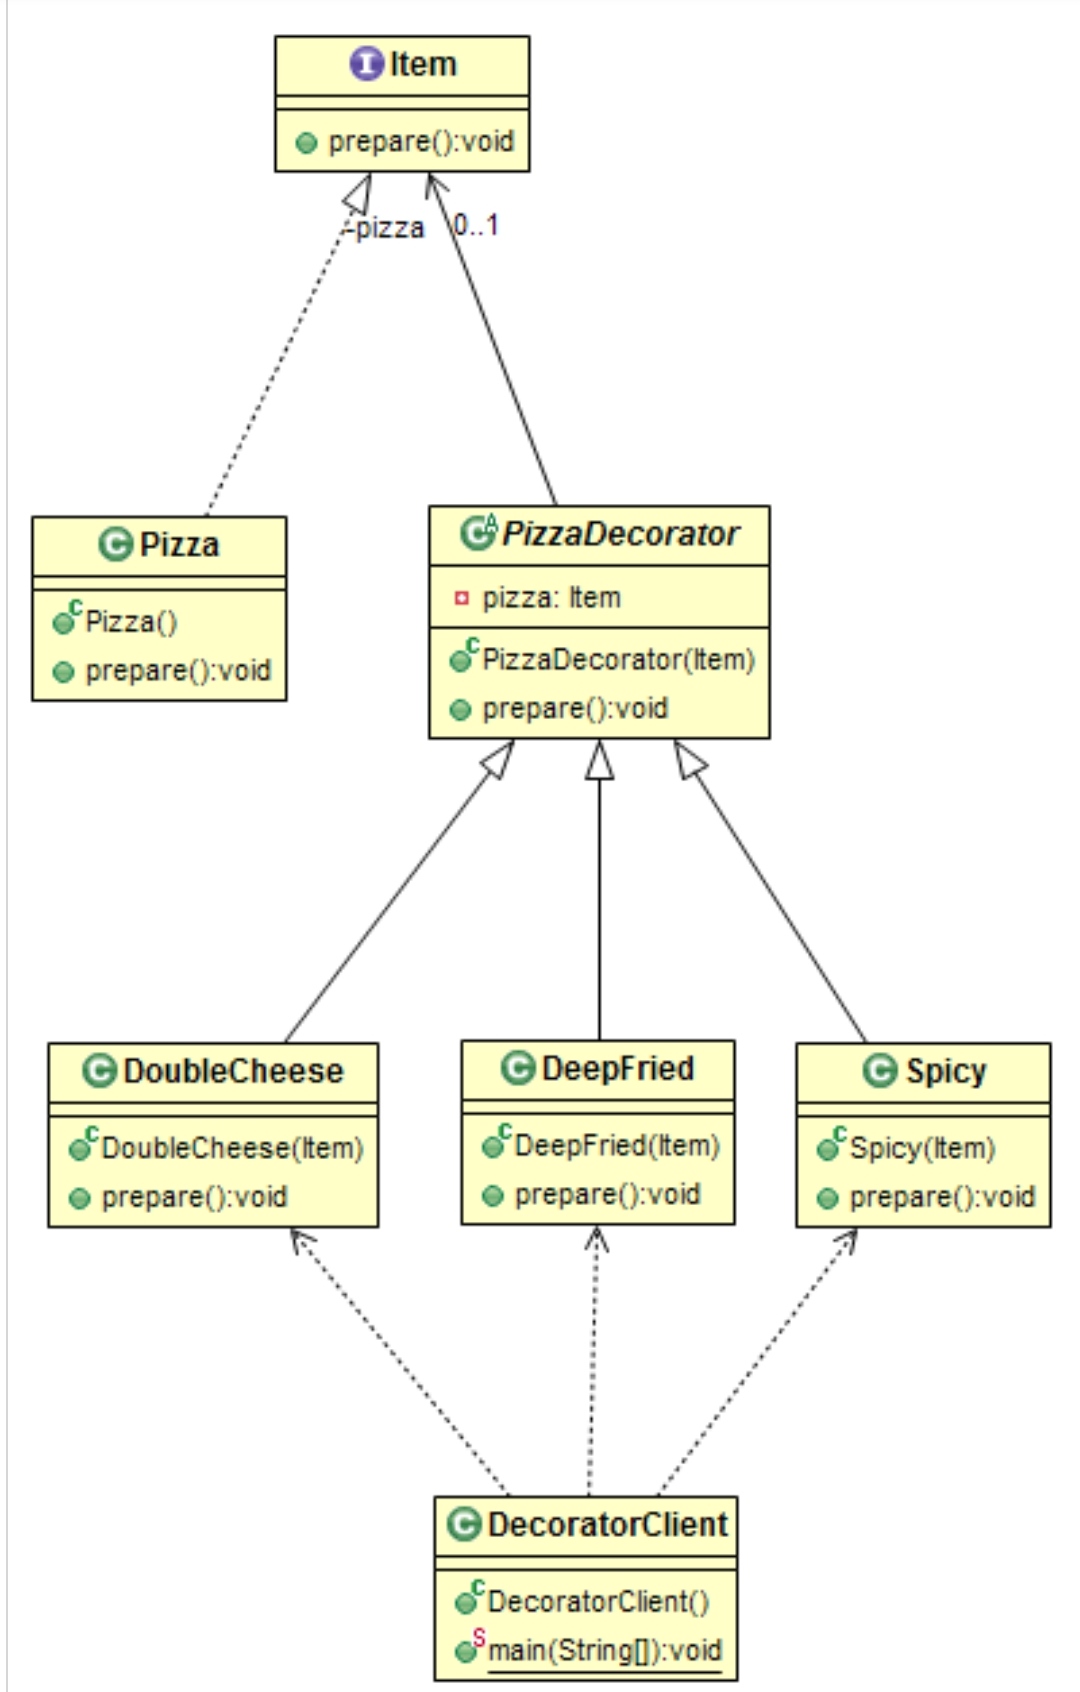 Item
prepare():void
-pizza 0..1
Pizza
Pizza()
prepare():void
PizzaDecorator
pizza: Item
PizzaDecorator(Item)
prepare():void
DoubleCheese
DoubleCheese(Item)
prepare():void
DeepFried
DeepFried(Item)
prepare():void
Spicy
Spicy(Item)
prepare():void
DecoratorClient
DecoratorClient()
main(String[]):void